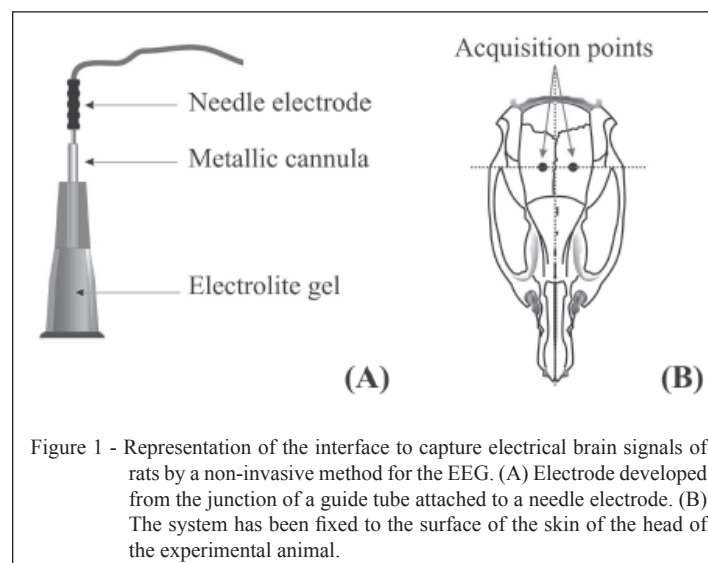 Acquisition points
Needle electrode
Metallic cannula
Electrolite gel
(A)
(B)
Figure 1 - Representation of the interface to capture electrical brain signals of
rats by a non-invasive method for the EEG. (A) Electrode developed
from the junction of a guide tube attached to a needle electrode. (B)
The system has been fixed to the surface of the skin of the head of
the experimental animal.